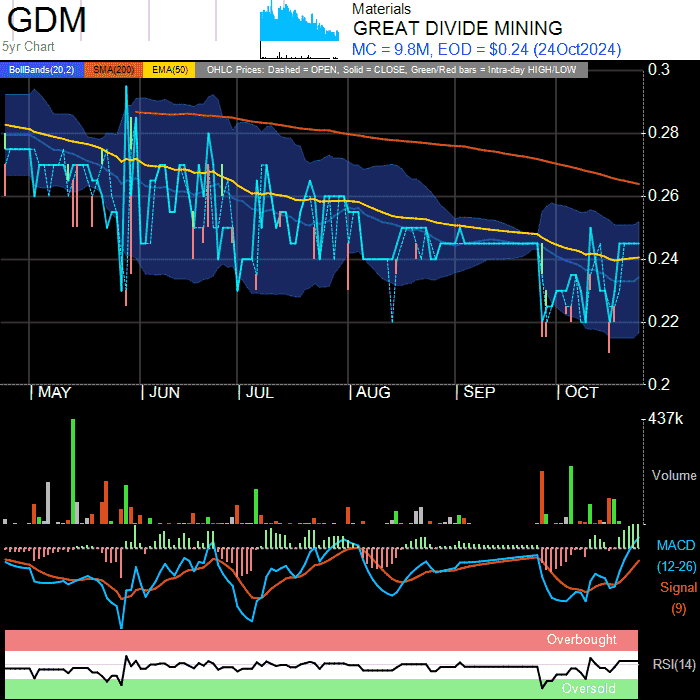 GDM
5yr Chart
Materials
GREAT DIVIDE MINING
MC = 9.8M, EOD = $0.24 (24Oct2024)
BollBands(20,2) SMA(200) EMA(50) OHLC Prices: Dashed = OPEN, Solid = CLOSE, Green/Red bars = Intra-day HIGH/LOW
0.3
0.28
0.26
0.24
0.22
0.2
MAY JUN JUL AUG SEP OCT
437k
Volume
MACD
(12-26)
Signal
(9)
Overbought
RSI(14)
Oversold